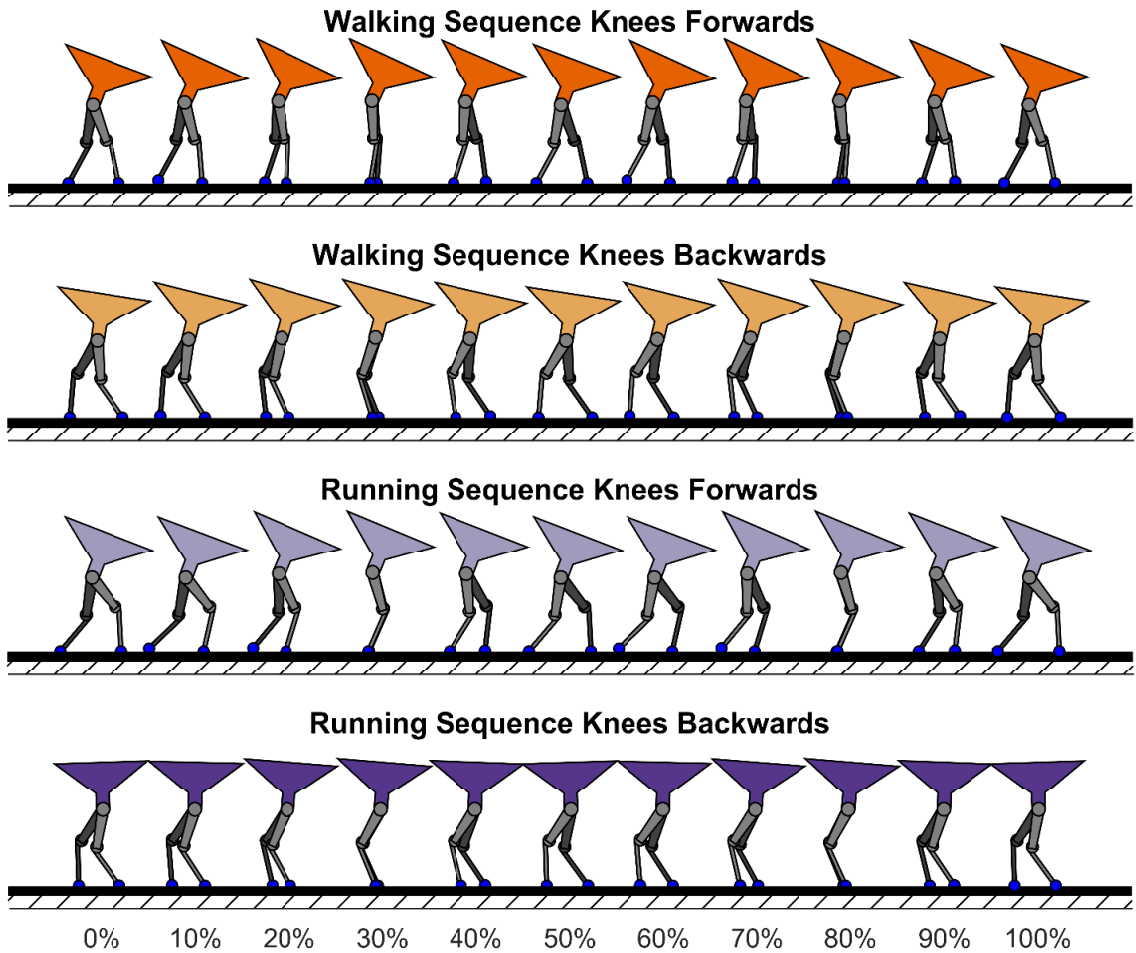 Walking Sequence Knees Forwards
Walking Sequence Knees Backwards
Running Sequence Knees Forwards
Running Sequence Knees Backwards
0% 10% 20% 30% 40% 50% 60% 70% 80% 90% 100%